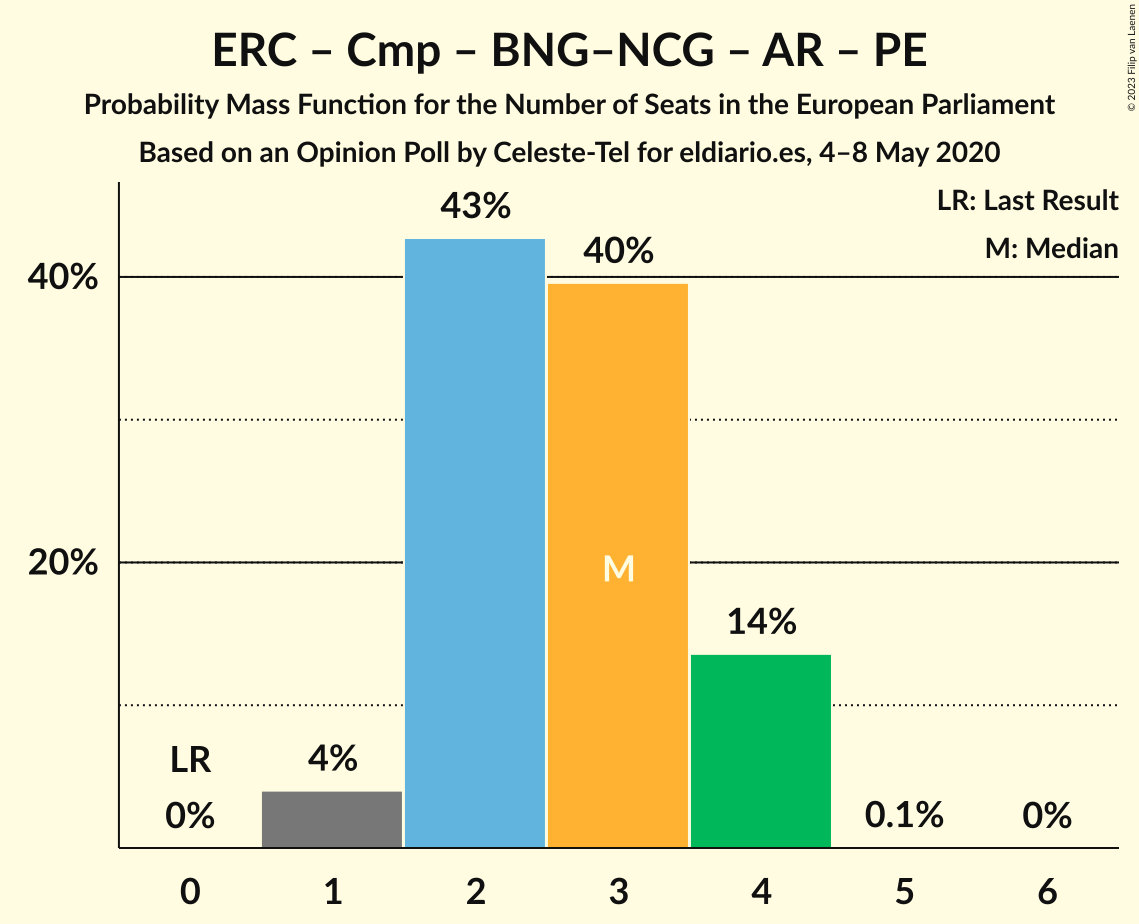 ERC – Cmp – BNG–NCG – AR – PE
Probability Mass Function for the Number of Seats in the European Parliament
Based on an Opinion Poll by Celeste-Tel for eldiario.es, 4–8 May 2020
© 2023 Filip van Laenen
LR: Last Result
M: Median
43%
40%
40%
M
20%
14%
LR
4%
0%
0.1%
0%
0 1 2 3 4 5 6